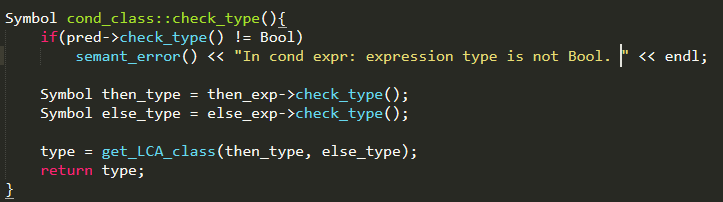 Symbol cond_class::check_type(){
    if(pred->check_type() != Bool)
        semant_error() << "In cond expr: expression type is not Bool. " << endl;
    Symbol then_type = then_exp->check_type();
    Symbol else_type = else_exp->check_type();
    type = get_LCA_class(then_type, else_type);
    return type;
}